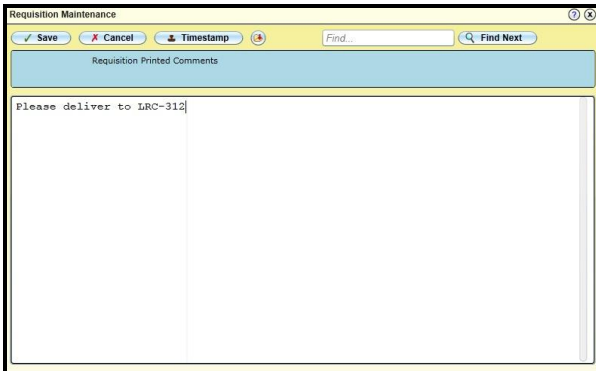 Requisition Maintenance
Save Cancel Timestamp Find... Find Next
Requisition Printed Comments
Please deliver to LRC-312